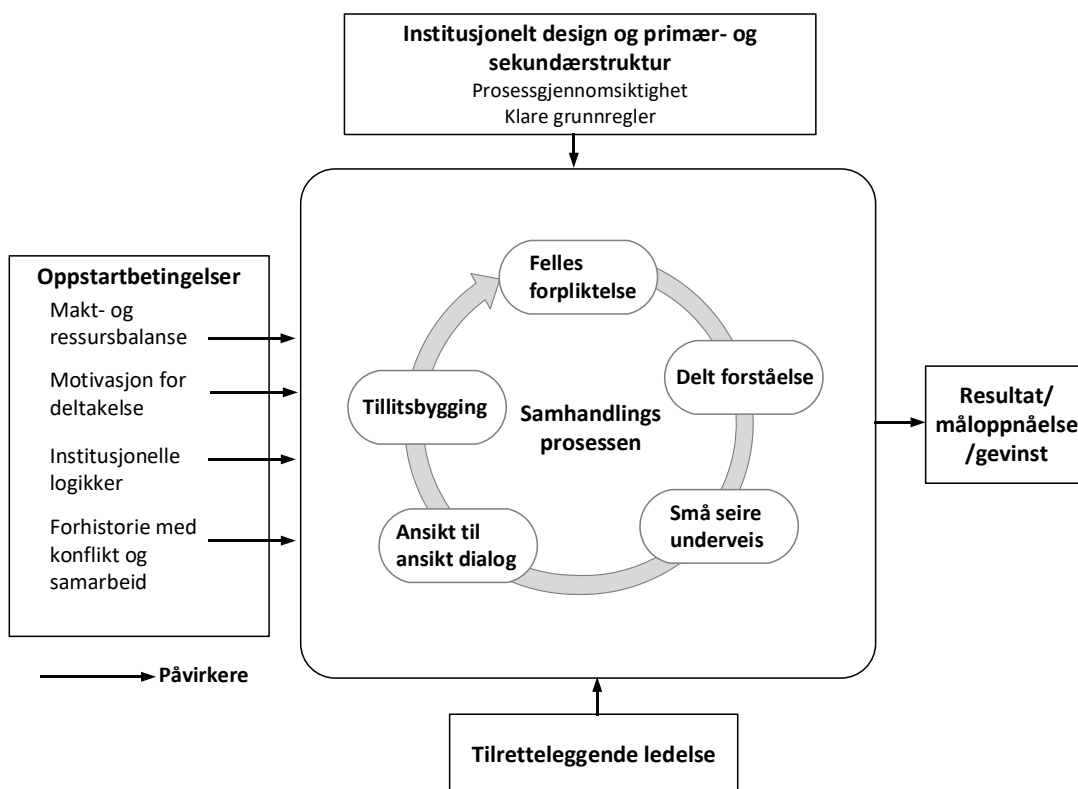 Institusjonelt design og primær- og
sekundærstruktur
Prosessgjennomsiktighet
Klare grunnregler
Oppstartbetingelser
Makt- og
ressursbalanse
Motivasjon for
deltakelse
Institusjonelle
logikker
Forhistorie med
konflikt og
samarbeid
Påvirkere
Felles
forpliktelse
Delt forståelse
Små seire
underveis
Ansikt til
ansikt dialog
Tillitsbygging
Samhandlings
prosessen
Resultat/
måloppnåelse
/gevinst
Tilretteleggende ledelse